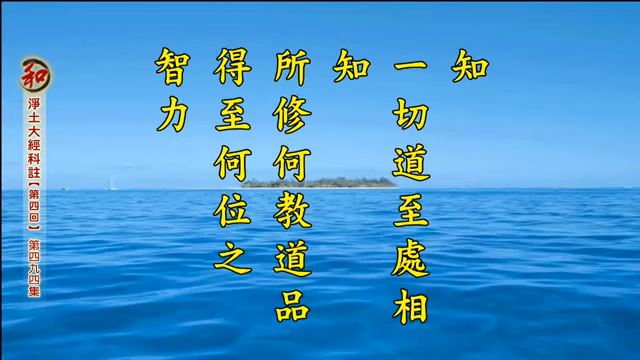 知
一切道至處相
知
所修何教道品
得至何位之
智力
和
淨土大經科註【第四回】 第四九四集